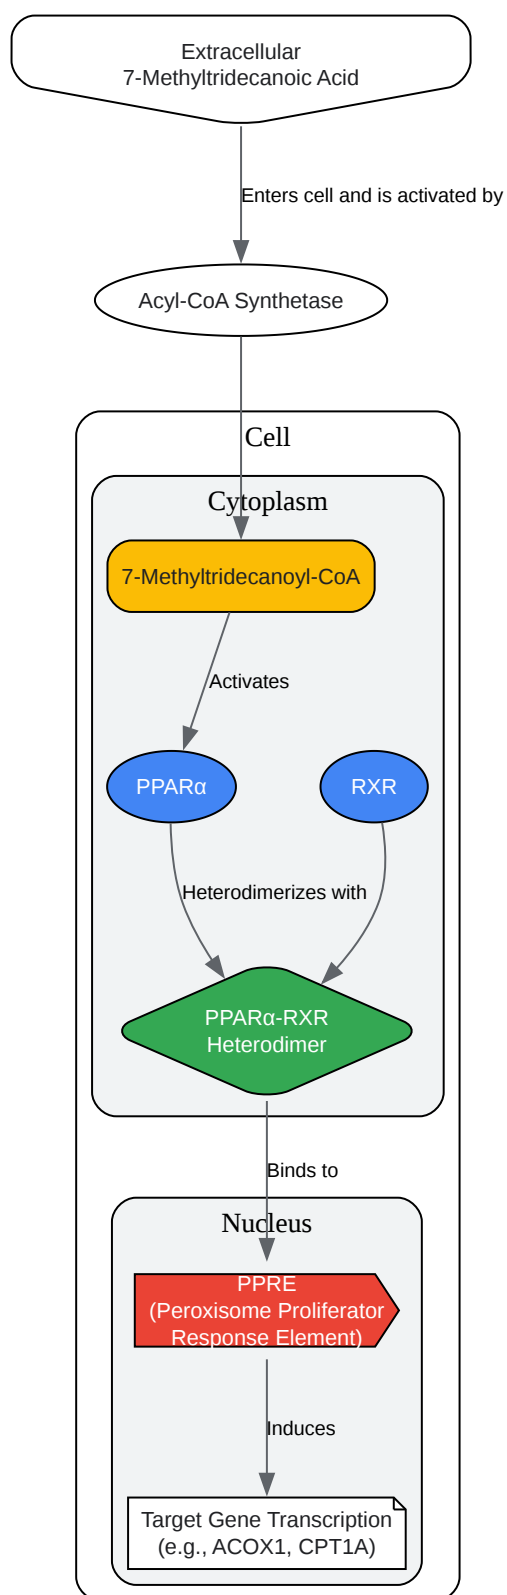 Extracellular
7-Methyltridecanoic Acid
Enters cell and is activated by
Acyl-CoA Synthetase
Cell
Cytoplasm
7-Methyltridecanoyl-CoA
Activates
PPARα
RXR
Heterodimerizes with
PPARα-RXR
Heterodimer
Binds to
Nucleus
PPRE
(Peroxisome Proliferator
Response Element)
Induces
Target Gene Transcription
(e.g., ACOX1, CPT1A)